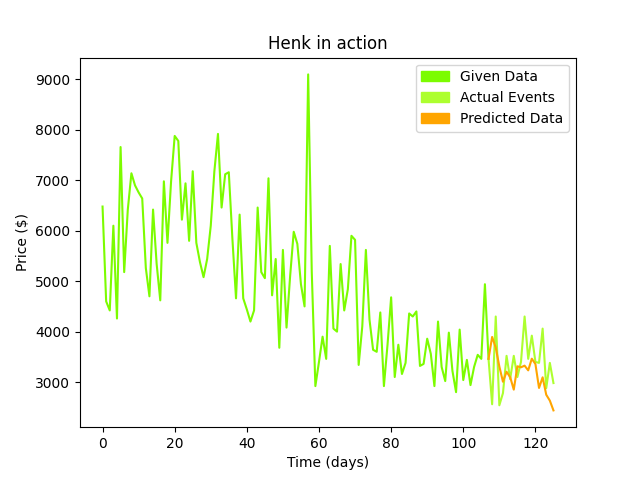 Henk in action
Given Data
Actual Events
Predicted Data
Price ($)
9000
8000
7000
6000
5000
4000
3000
0 20 40 60 80 100 120
Time (days)